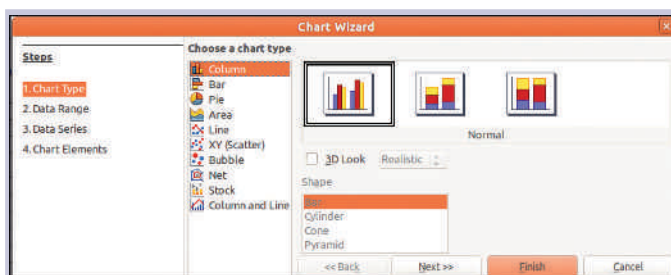 Chart Wizard
Steps
1. Chart Type
2. Data Range
3. Data Series
4. Chart Elements
Choose a chart type
Column
Bar
Pie
Area
Line
XY (Scatter)
Bubble
Net
Stock
Column and Line
Normal
3D Look
Realistic
Shape
Cylinder
Cone
Pyramid
<< Back
Next >>
Finish
Cancel